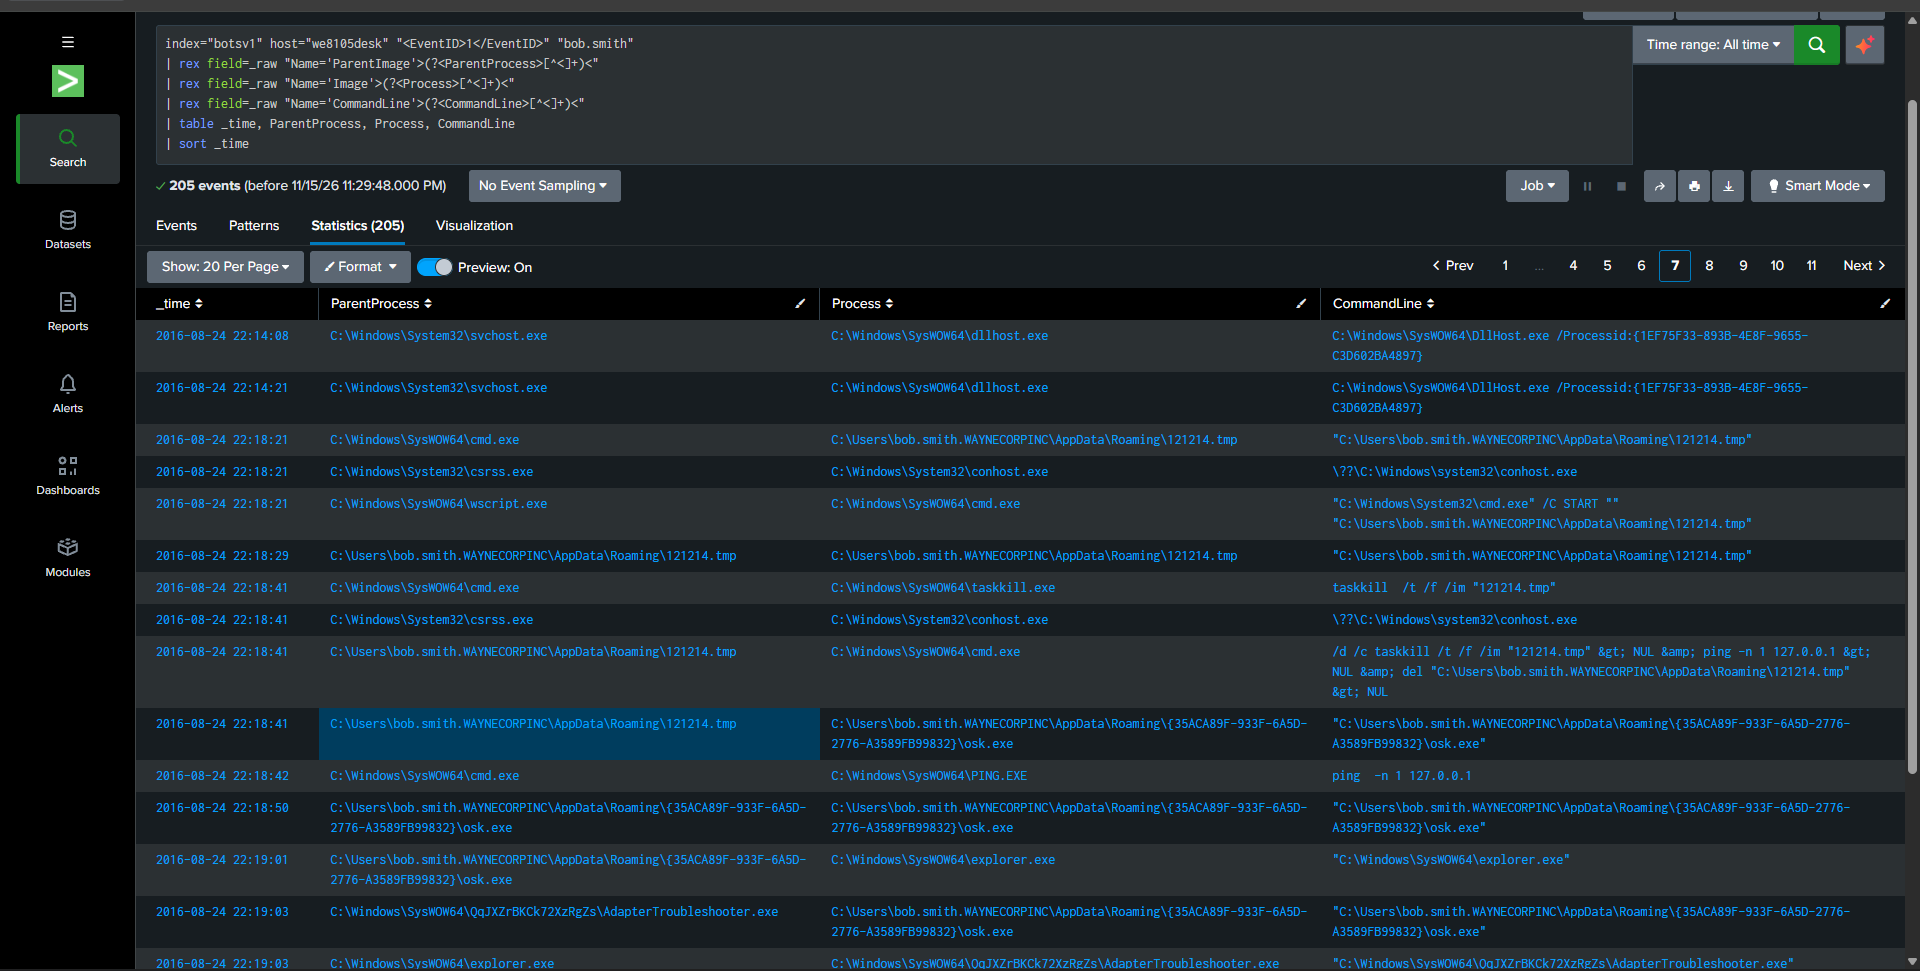 index="botsv1" host="we8105desk" "<EventID>1</EventID>" "bob.smith"
| rex field=_raw "Name='ParentImage'>(?<ParentProcess>[^<]+)<"
| rex field=_raw "Name='Image'>(?<Process>[^<]+)<"
| rex field=_raw "Name='CommandLine'>(?<CommandLine>[^<]+)<"
| table _time, ParentProcess, Process, CommandLine
| sort _time
Time range: All time
Search
Datasets
Reports
Alerts
Dashboards
Modules
205 events (before 11/15/26 11:29:48.000 PM)
No Event Sampling
Job
Smart Mode
Events
Patterns
Statistics (205)
Visualization
Show: 20 Per Page
Format
Preview: On
< Prev 1 ... 4 5 6 7 8 9 10 11 Next >
_time ParentProcess Process CommandLine
2016-08-24 22:14:08 C:\Windows\System32\svchost.exe C:\Windows\SysWOW64\dllhost.exe C:\Windows\SysWOW64\DllHost.exe /Processid:{1EF75F33-893B-4E8F-9655-
C3D602BA4897}
2016-08-24 22:14:21 C:\Windows\System32\svchost.exe C:\Windows\SysWOW64\dllhost.exe C:\Windows\SysWOW64\DllHost.exe /Processid:{1EF75F33-893B-4E8F-9655-
C3D602BA4897}
2016-08-24 22:18:21 C:\Windows\SysWOW64\cmd.exe C:\Users\bob.smith.WAYNECORPINC\AppData\Roaming\121214.tmp "C:\Users\bob.smith.WAYNECORPINC\AppData\Roaming\121214.tmp"
2016-08-24 22:18:21 C:\Windows\System32\csrss.exe C:\Windows\System32\conhost.exe \??\C:\Windows\system32\conhost.exe
2016-08-24 22:18:21 C:\Windows\SysWOW64\wscript.exe C:\Windows\SysWOW64\cmd.exe "C:\Windows\System32\cmd.exe" /C START ""
"C:\Users\bob.smith.WAYNECORPINC\AppData\Roaming\121214.tmp"
2016-08-24 22:18:29 C:\Users\bob.smith.WAYNECORPINC\AppData\Roaming\121214.tmp C:\Users\bob.smith.WAYNECORPINC\AppData\Roaming\121214.tmp "C:\Users\bob.smith.WAYNECORPINC\AppData\Roaming\121214.tmp"
2016-08-24 22:18:41 C:\Windows\SysWOW64\cmd.exe C:\Windows\SysWOW64\taskkill.exe taskkill  /t /f /im "121214.tmp"
2016-08-24 22:18:41 C:\Windows\System32\csrss.exe C:\Windows\System32\conhost.exe \??\C:\Windows\system32\conhost.exe
2016-08-24 22:18:41 C:\Users\bob.smith.WAYNECORPINC\AppData\Roaming\121214.tmp C:\Windows\SysWOW64\cmd.exe /d /c taskkill /t /f /im "121214.tmp" &gt; NUL &amp; ping -n 1 127.0.0.1 &gt;
NUL &amp; del "C:\Users\bob.smith.WAYNECORPINC\AppData\Roaming\121214.tmp"
&gt; NUL
2016-08-24 22:18:41 C:\Users\bob.smith.WAYNECORPINC\AppData\Roaming\121214.tmp C:\Users\bob.smith.WAYNECORPINC\AppData\Roaming\{35ACA89F-933F-6A5D- "C:\Users\bob.smith.WAYNECORPINC\AppData\Roaming\{35ACA89F-933F-6A5D-2776-
2776-A3589FB99832}\osk.exe A3589FB99832}\osk.exe"
2016-08-24 22:18:42 C:\Windows\SysWOW64\cmd.exe C:\Windows\SysWOW64\PING.EXE ping  -n 1 127.0.0.1
2016-08-24 22:18:50 C:\Users\bob.smith.WAYNECORPINC\AppData\Roaming\{35ACA89F-933F-6A5D- C:\Users\bob.smith.WAYNECORPINC\AppData\Roaming\{35ACA89F-933F-6A5D- "C:\Users\bob.smith.WAYNECORPINC\AppData\Roaming\{35ACA89F-933F-6A5D-2776-
2776-A3589FB99832}\osk.exe 2776-A3589FB99832}\osk.exe A3589FB99832}\osk.exe"
2016-08-24 22:19:01 C:\Users\bob.smith.WAYNECORPINC\AppData\Roaming\{35ACA89F-933F-6A5D- C:\Windows\SysWOW64\explorer.exe "C:\Windows\SysWOW64\explorer.exe"
2776-A3589FB99832}\osk.exe
2016-08-24 22:19:03 C:\Windows\SysWOW64\QqJXZrBKCk72XzRgZs\AdapterTroubleshooter.exe C:\Users\bob.smith.WAYNECORPINC\AppData\Roaming\{35ACA89F-933F-6A5D- "C:\Users\bob.smith.WAYNECORPINC\AppData\Roaming\{35ACA89F-933F-6A5D-2776-
2776-A3589FB99832}\osk.exe A3589FB99832}\osk.exe"
2016-08-24 22:19:03 C:\Windows\SysWOW64\explorer.exe C:\Windows\SysWOW64\QqJXZrBKCk72XzRgZs\AdapterTroubleshooter.exe "C:\Windows\SysWOW64\QqJXZrBKCk72XzRgZs\AdapterTroubleshooter.exe"